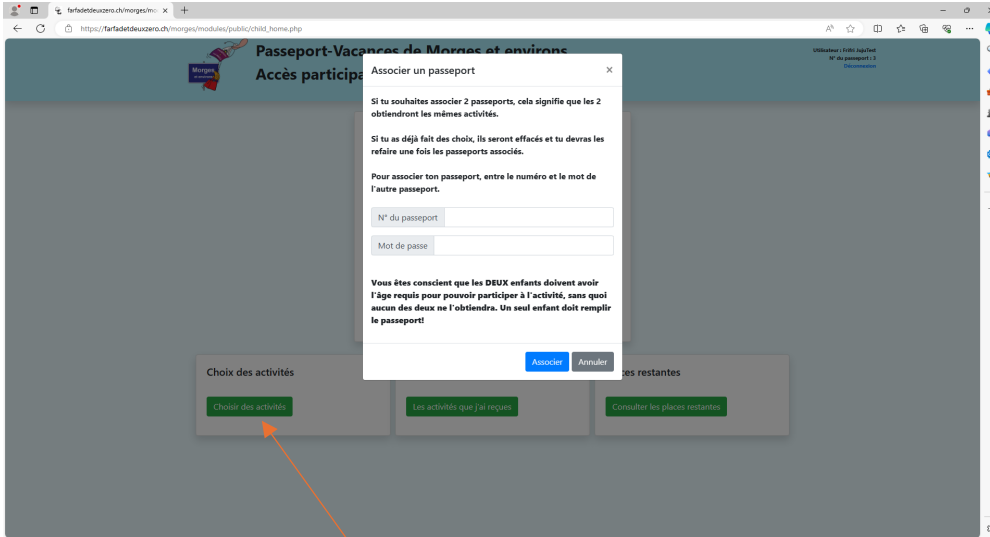 farfadetdeuxzero.ch/morges/mo
https://farfadetdeuxzero.ch/morges/modules/public/child_home.php
Passeport-Vacances de Morges et environs
Accès participa
Morges
Utilisateur : Frifri JujuTest
N° du passeport : 3
Déconnexion
Associer un passeport ×
Si tu souhaites associer 2 passeports, cela signifie que les 2
obtiendront les mêmes activités.
Si tu as déjà fait des choix, ils seront effacés et tu devras les
refaire une fois les passeports associés.
Pour associer ton passeport, entre le numéro et le mot de
l'autre passeport.
N° du passeport
Mot de passe
Vous êtes conscient que les DEUX enfants doivent avoir
l'âge requis pour pouvoir participer à l'activité, sans quoi
aucun des deux ne l'obtiendra. Un seul enfant doit remplir
le passeport!
Associer Annuler
Choix des activités
ces restantes
Choisir des activités
Les activités que j'ai reçues
Consulter les places restantes